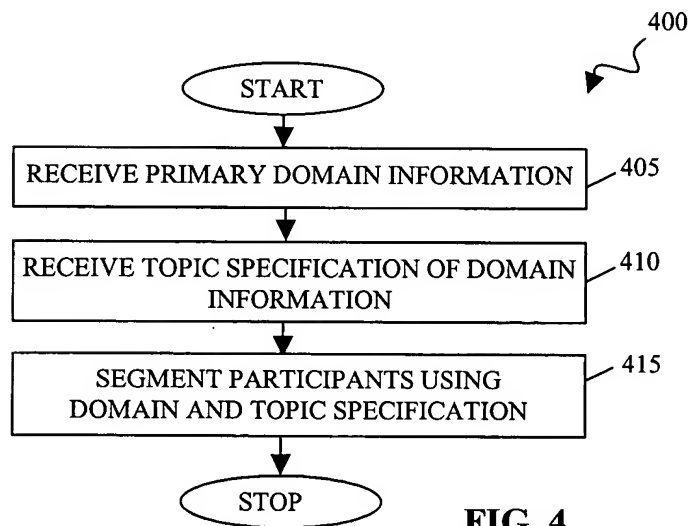 400
START
RECEIVE PRIMARY DOMAIN INFORMATION
405
RECEIVE TOPIC SPECIFICATION OF DOMAIN
INFORMATION
410
SEGMENT PARTICIPANTS USING
DOMAIN AND TOPIC SPECIFICATION
415
STOP
FIG. 4